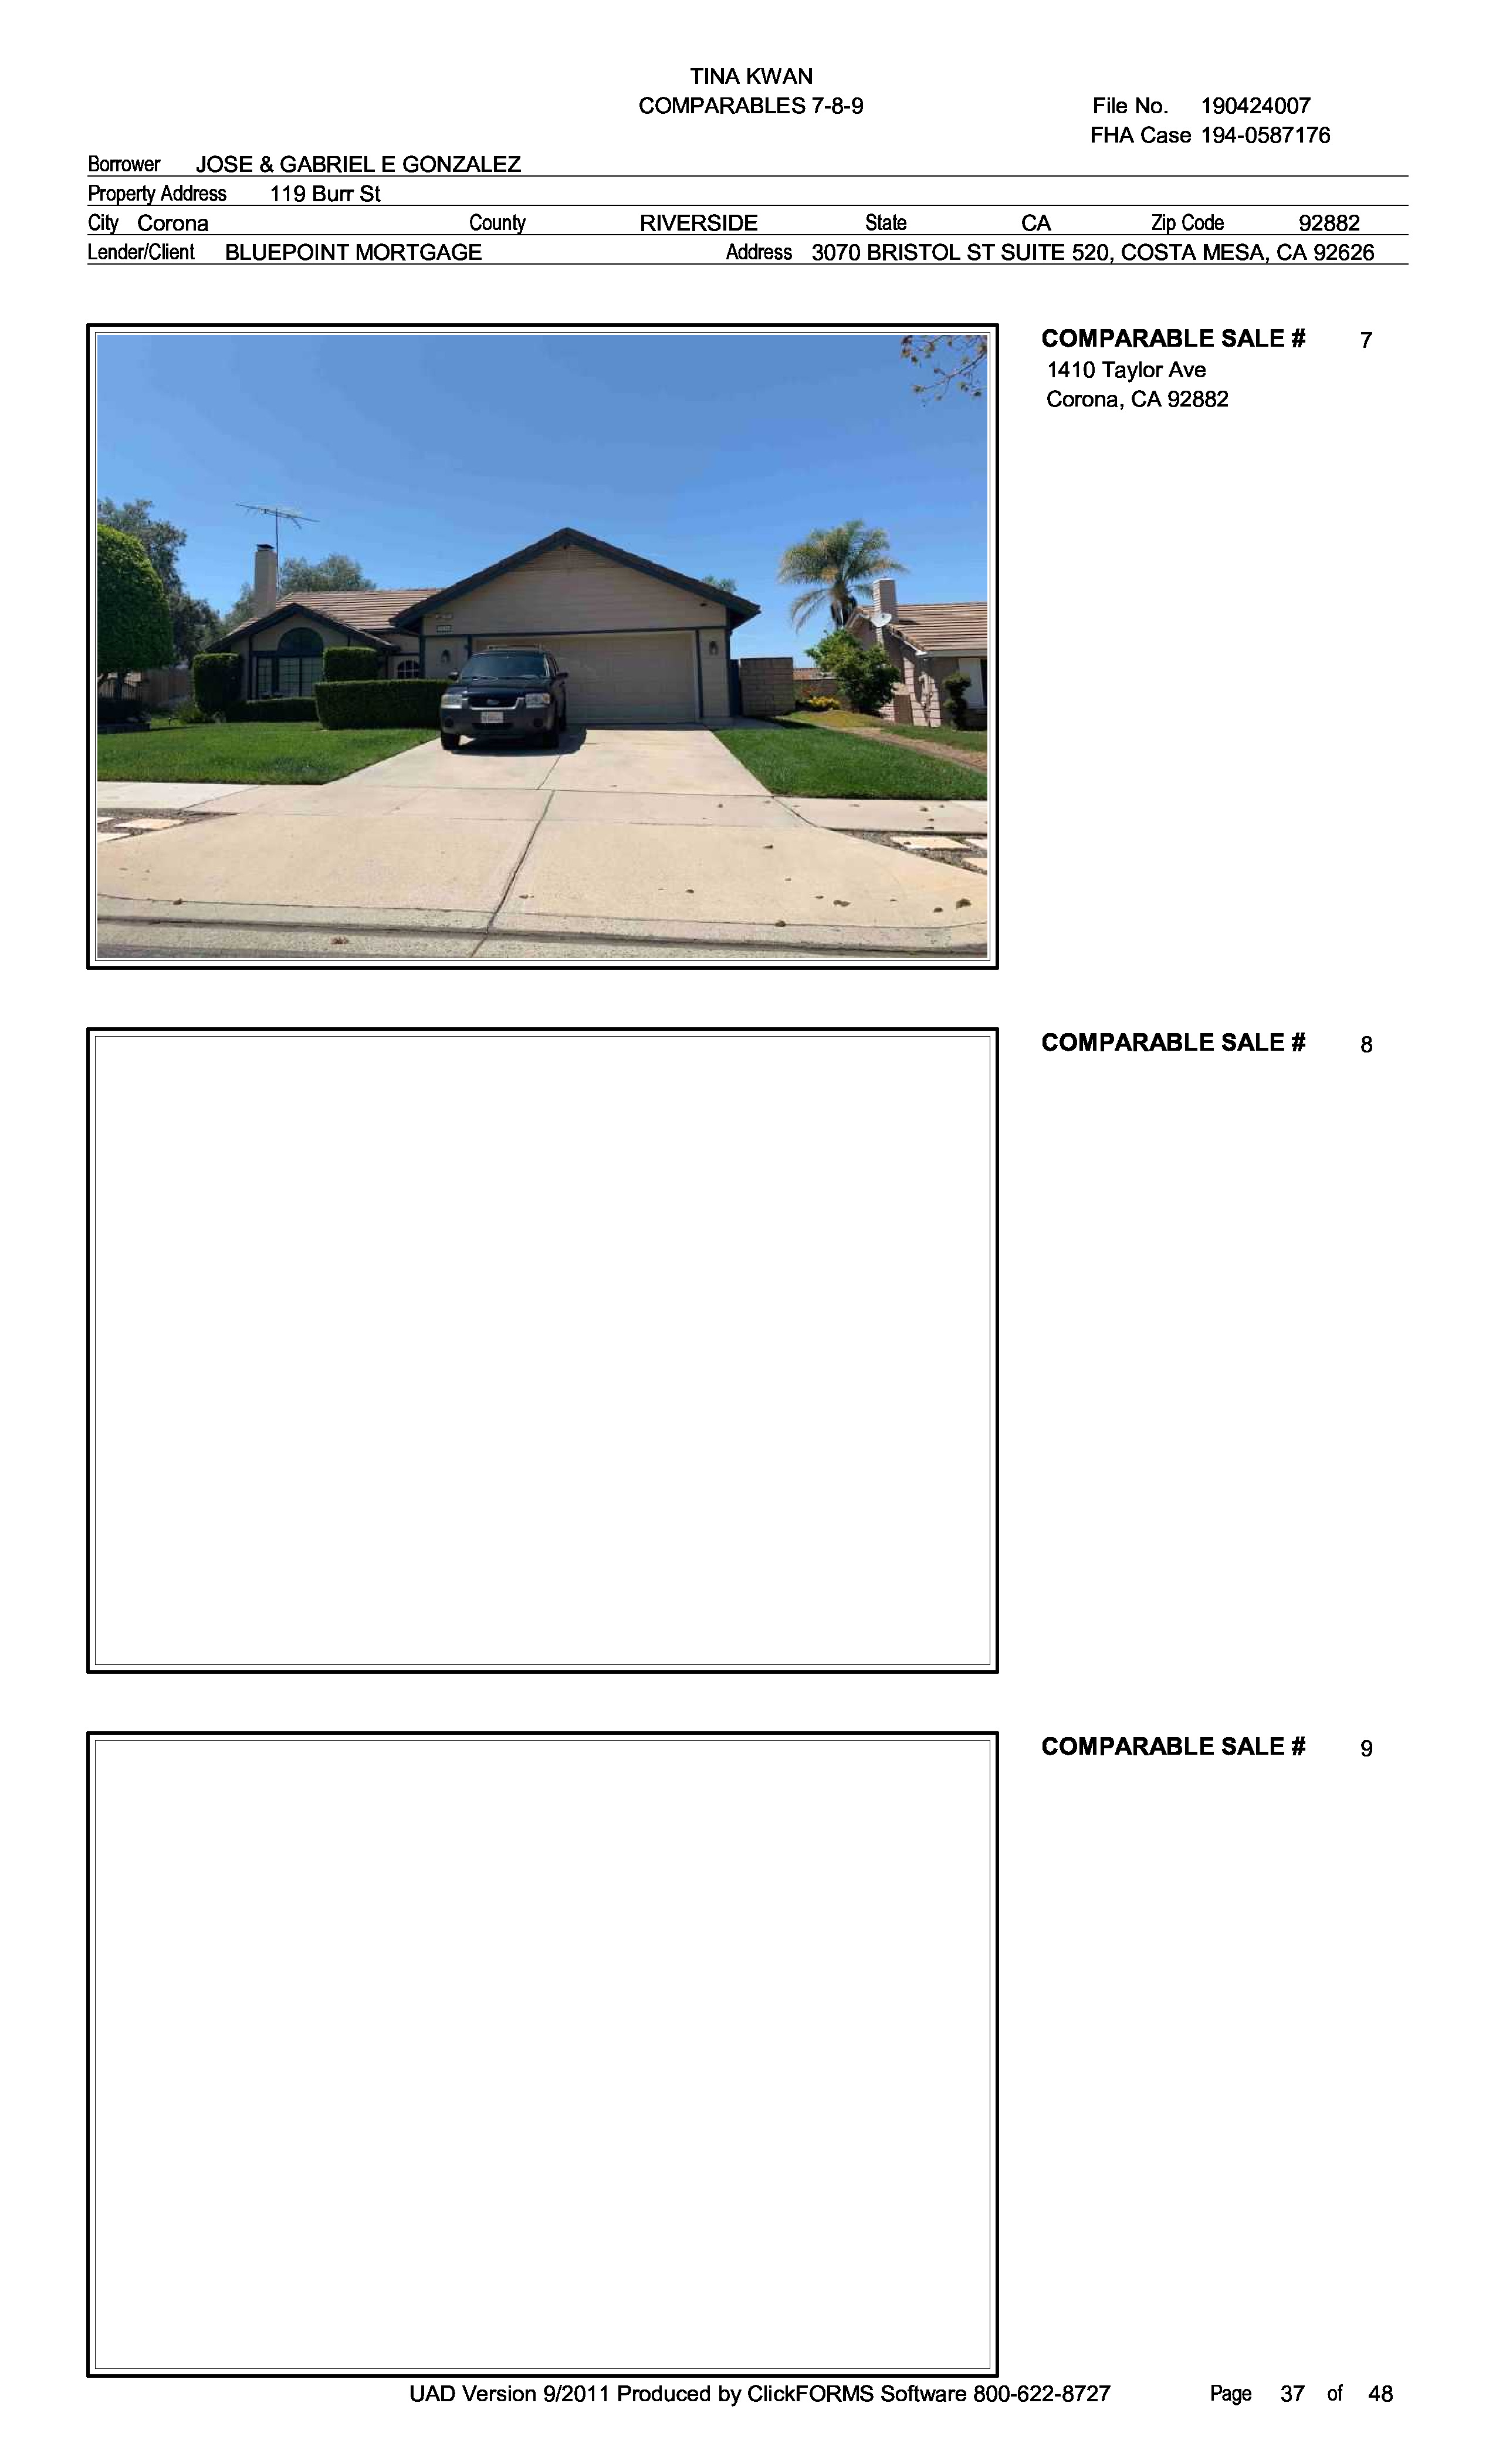 TINA KWAN
COMPARABLES 7-8-9 File No. 190424007
FHA Case 194-0587176
Borrower JOSE & GABRIEL E GONZALEZ
Property Address 119 Burr St
City Corona County RIVERSIDE State CA Zip Code 92882
Lender/Client BLUEPOINT MORTGAGE Address 3070 BRISTOL ST SUITE 520, COSTA MESA, CA 92626
COMPARABLE SALE # 7
1410 Taylor Ave
Corona, CA 92882
COMPARABLE SALE # 8
COMPARABLE SALE # 9
UAD Version 9/2011 Produced by ClickFORMS Software 800-622-8727 Page 37 of 48